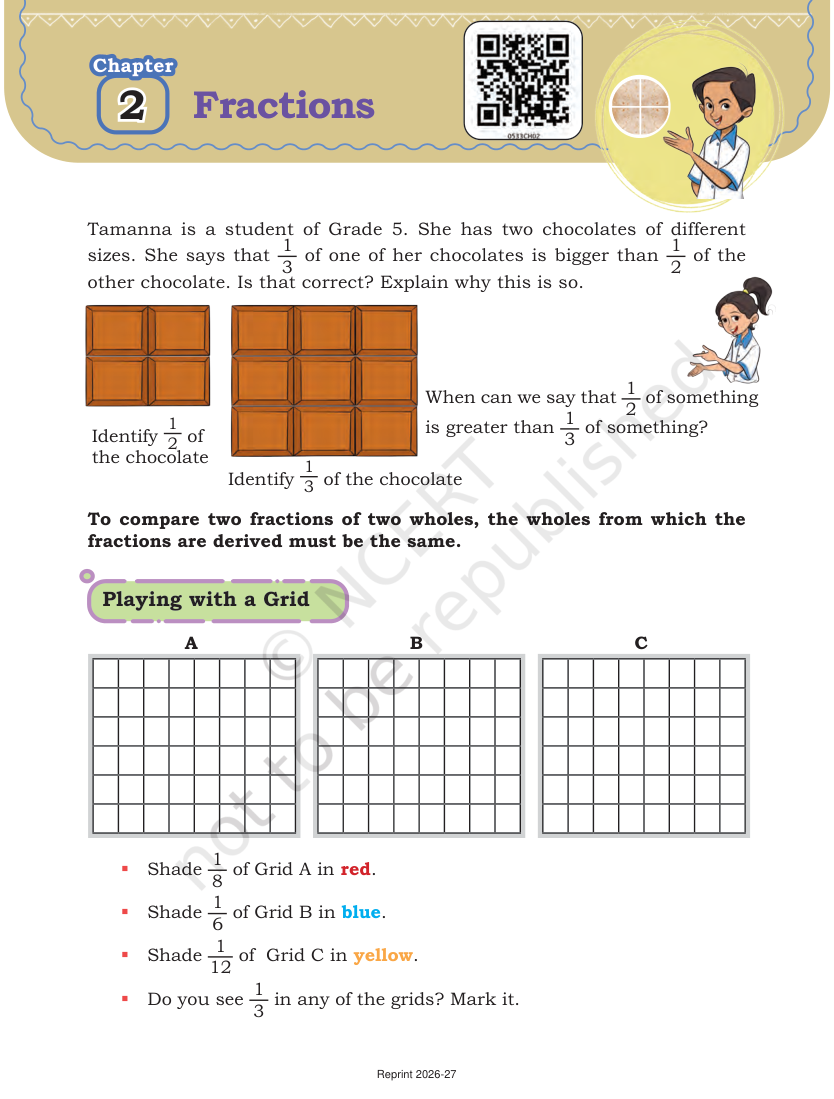 Chapter
2
Fractions
0533CH02
Tamanna is a student of Grade 5. She has two chocolates of different
sizes. She says that 1/3 of one of her chocolates is bigger than 1/2 of the
other chocolate. Is that correct? Explain why this is so.
When can we say that 1/2 of something
is greater than 1/3 of something?
Identify 1/2 of
the chocolate
Identify 1/3 of the chocolate
To compare two fractions of two wholes, the wholes from which the
fractions are derived must be the same.
Playing with a Grid
A B C
▪ Shade 1/8 of Grid A in red.
▪ Shade 1/6 of Grid B in blue.
▪ Shade 1/12 of Grid C in yellow.
▪ Do you see 1/3 in any of the grids? Mark it.
© NCERT
not to be republished
Reprint 2026-27